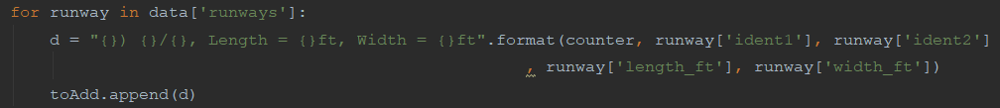 for runway in data['runways']:
d = "{}) {}/{}, Length = {}ft, Width = {}ft".format(counter, runway['ident1'], runway['ident2']
, runway['length_ft'], runway['width_ft'])
toAdd.append(d)